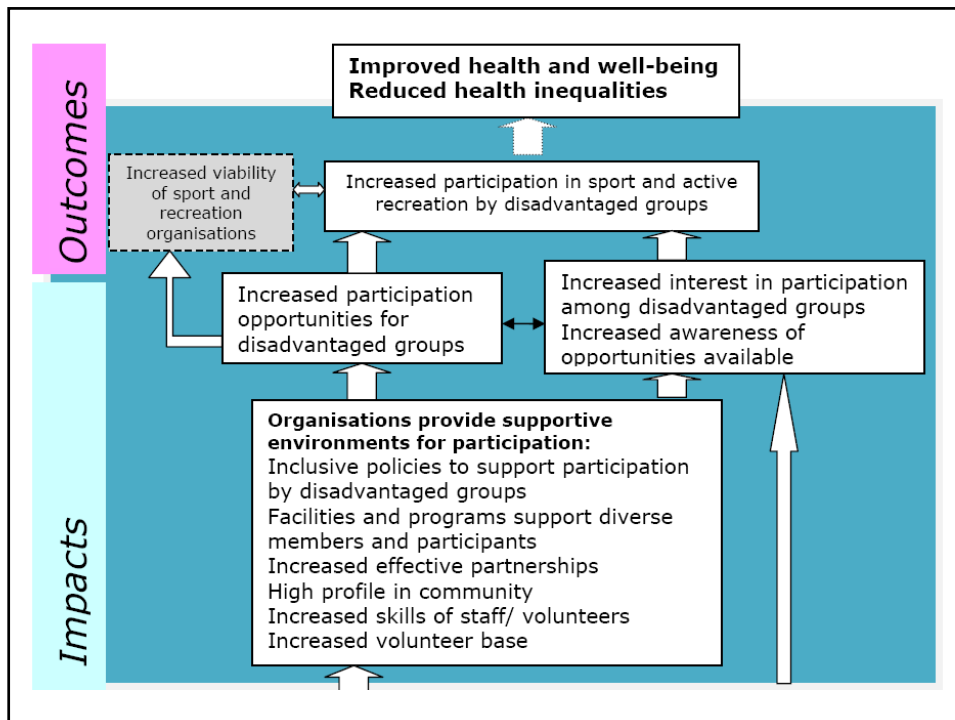 Outcomes
Improved health and well-being
Reduced health inequalities
Increased viability
of sport and
recreation
organisations
Increased participation in sport and active
recreation by disadvantaged groups
Increased participation
opportunities for
disadvantaged groups
Increased interest in participation
among disadvantaged groups
Increased awareness of
opportunities available
Impacts
Organisations provide supportive
environments for participation:
Inclusive policies to support participation
by disadvantaged groups
Facilities and programs support diverse
members and participants
Increased effective partnerships
High profile in community
Increased skills of staff/ volunteers
Increased volunteer base